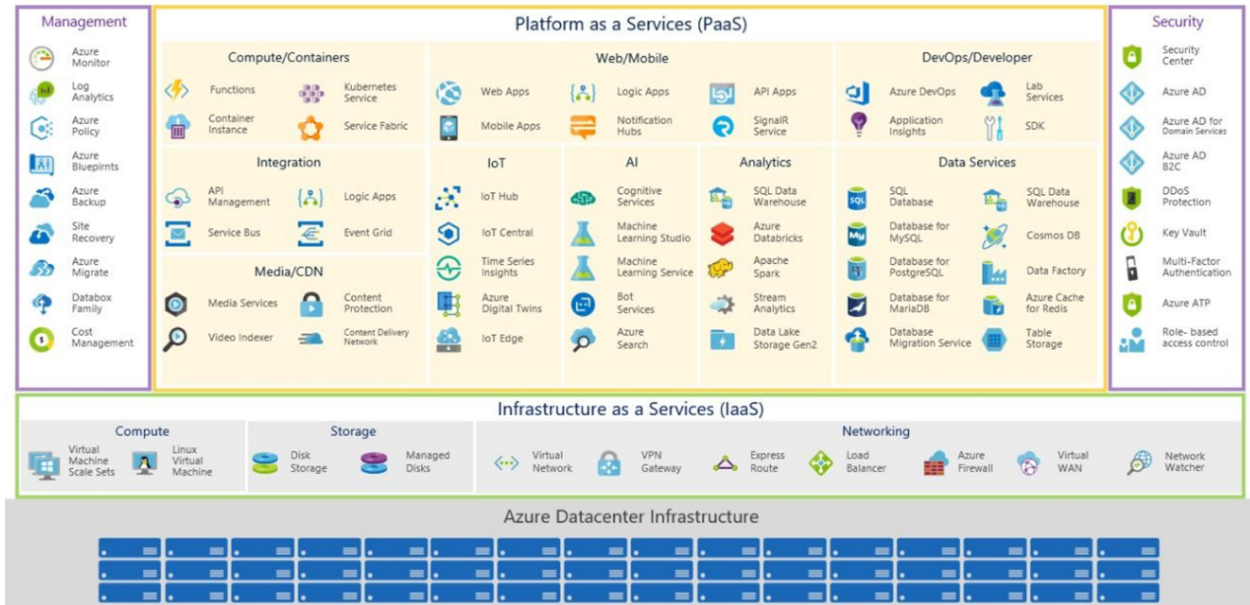 Management
Azure
Monitor
Log
Analytics
Azure
Policy
Azure
Bluepirnts
Azure
Backup
Site
Recovery
Azure
Migrate
Databox
Family
Cost
Management
Platform as a Services (PaaS)
Compute/Containers
Functions
Kubernetes
Service
Container
Instance
Service Fabric
Web/Mobile
Web Apps
Logic Apps
API Apps
Mobile Apps
Notification
Hubs
SignalR
Service
DevOps/Developer
Azure DevOps
Lab
Services
Application
Insights
SDK
Integration
API
Management
Logic Apps
Service Bus
Event Grid
Media/CDN
Media Services
Content
Protection
Video Indexer
Content Delivery
Network
IoT
IoT Hub
IoT Central
Time Series
Insights
Azure
Digital Twins
IoT Edge
AI
Cognitive
Services
Machine
Learning Studio
Machine
Learning Service
Bot
Services
Azure
Search
Analytics
SQL Data
Warehouse
Azure
Databricks
Apache
Spark
Stream
Analytics
Data Lake
Storage Gen2
Data Services
SQL
SQL
Database
SQL Data
Warehouse
My
Database for
MySQL
Cosmos DB
Database for
PostgreSQL
Data Factory
Database for
MariaDB
Azure Cache
for Redis
Database
Migration Service
Table
Storage
Security
Security
Center
Azure AD
Azure AD for
Domain Services
Azure AD
B2C
DDoS
Protection
Key Vault
Multi-Factor
Authentication
Azure ATP
Role- based
access control
Infrastructure as a Services (IaaS)
Compute
Virtual
Machine
Scale Sets
Linux
Virtual
Machine
Storage
Disk
Storage
Managed
Disks
Networking
Virtual
Network
VPN
Gateway
Express
Route
Load
Balancer
Azure
Firewall
Virtual
WAN
Network
Watcher
Azure Datacenter Infrastructure